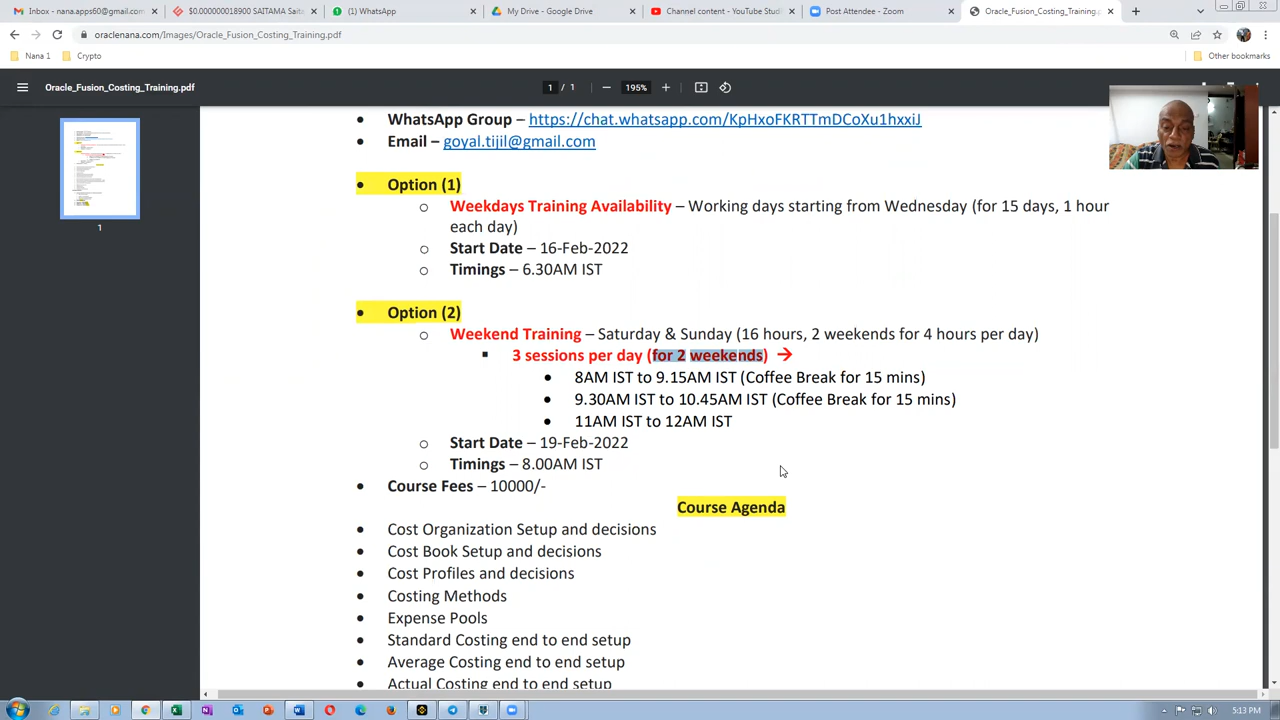 Inbox - nana.apps60@gmail.com
$0.000000018900 SAITAMA Saitam
(1) WhatsApp
My Drive - Google Drive
Channel content - YouTube Studi
Post Attendee - Zoom
Oracle_Fusion_Costing_Training.p
oraclenana.com/Images/Oracle_Fusion_Costing_Training.pdf
Nana 1
Crypto
Other bookmarks
Oracle_Fusion_Costing_Training.pdf
1 / 1
195%
1
• WhatsApp Group – https://chat.whatsapp.com/KpHxoFKRTTmDCoXu1hxxiJ
• Email – goyal.tijil@gmail.com
• Option (1)
o Weekdays Training Availability – Working days starting from Wednesday (for 15 days, 1 hour
each day)
o Start Date – 16-Feb-2022
o Timings – 6.30AM IST
• Option (2)
o Weekend Training – Saturday & Sunday (16 hours, 2 weekends for 4 hours per day)
▪ 3 sessions per day (for 2 weekends) →
• 8AM IST to 9.15AM IST (Coffee Break for 15 mins)
• 9.30AM IST to 10.45AM IST (Coffee Break for 15 mins)
• 11AM IST to 12AM IST
o Start Date – 19-Feb-2022
o Timings – 8.00AM IST
• Course Fees – 10000/-
Course Agenda
• Cost Organization Setup and decisions
• Cost Book Setup and decisions
• Cost Profiles and decisions
• Costing Methods
• Expense Pools
• Standard Costing end to end setup
• Average Costing end to end setup
• Actual Costing end to end setup
5:13 PM